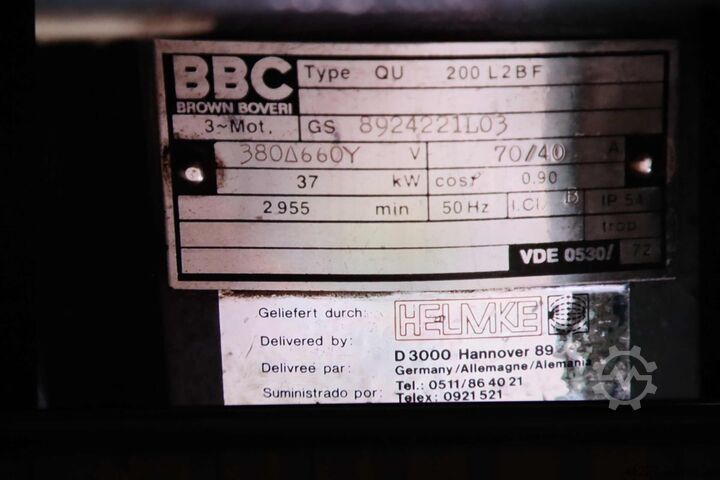 BBC
BROWN BOVERI
Type QU 200 L2BF
3~Mot. GS 8924221L03
380Δ660Y V 70/40 A
37 kW cosφ 0.90
2955 min 50 Hz I.Cl. B IP 54
trop
VDE 0530/ 72
Geliefert durch: HELMKE
Delivered by:
D 3000 Hannover 89
Delivree par: Germany/Allemagne/Alemania
Tel.: 0511/86 40 21
Suministrado por: Telex: 0921 521